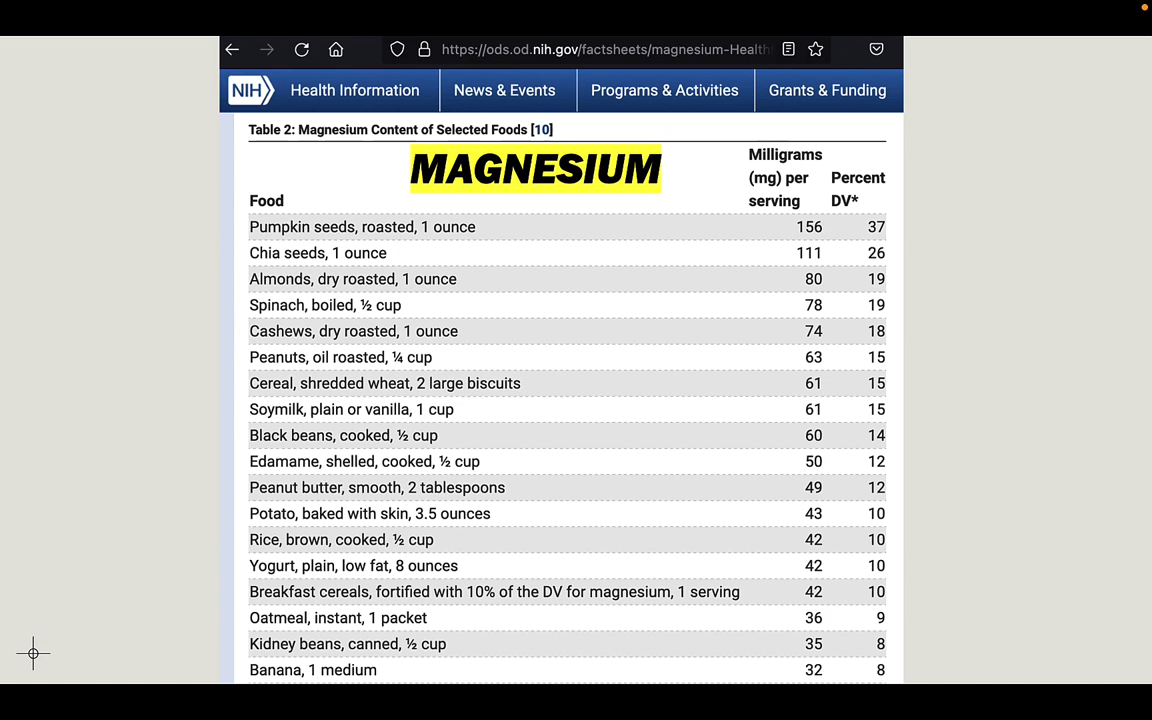 https://ods.od.nih.gov/factsheets/magnesium-Health
NIH Health Information News & Events Programs & Activities Grants & Funding
Table 2: Magnesium Content of Selected Foods [10]
MAGNESIUM
Food Milligrams (mg) per serving Percent DV*
Pumpkin seeds, roasted, 1 ounce 156 37
Chia seeds, 1 ounce 111 26
Almonds, dry roasted, 1 ounce 80 19
Spinach, boiled, ½ cup 78 19
Cashews, dry roasted, 1 ounce 74 18
Peanuts, oil roasted, ¼ cup 63 15
Cereal, shredded wheat, 2 large biscuits 61 15
Soymilk, plain or vanilla, 1 cup 61 15
Black beans, cooked, ½ cup 60 14
Edamame, shelled, cooked, ½ cup 50 12
Peanut butter, smooth, 2 tablespoons 49 12
Potato, baked with skin, 3.5 ounces 43 10
Rice, brown, cooked, ½ cup 42 10
Yogurt, plain, low fat, 8 ounces 42 10
Breakfast cereals, fortified with 10% of the DV for magnesium, 1 serving 42 10
Oatmeal, instant, 1 packet 36 9
Kidney beans, canned, ½ cup 35 8
Banana, 1 medium 32 8